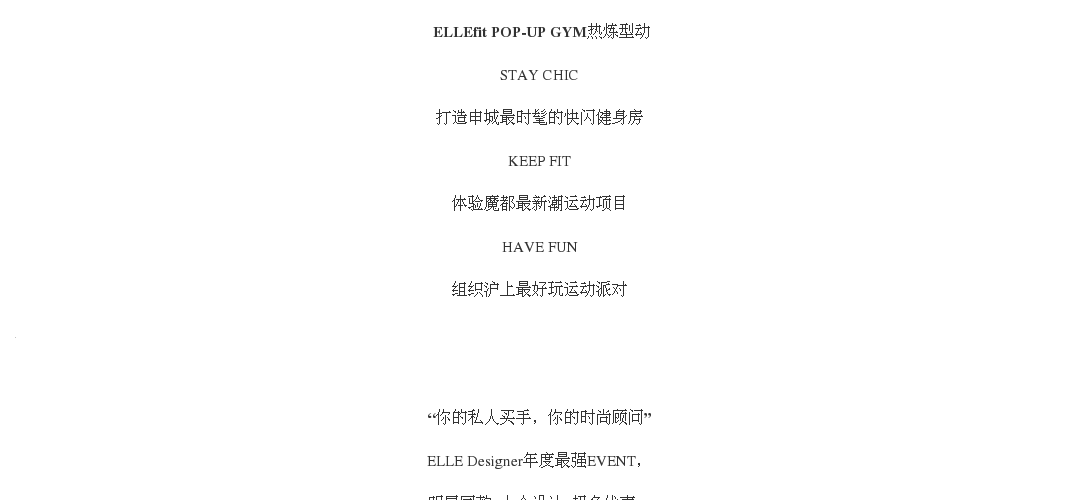 ELLEfit POP-UP GYM热炼型动
STAY CHIC
打造申城最时髦的快闪健身房
KEEP FIT
体验魔都最新潮运动项目
HAVE FUN
组织沪上最好玩运动派对
“你的私人买手，你的时尚顾问”
ELLE Designer年度最强EVENT，